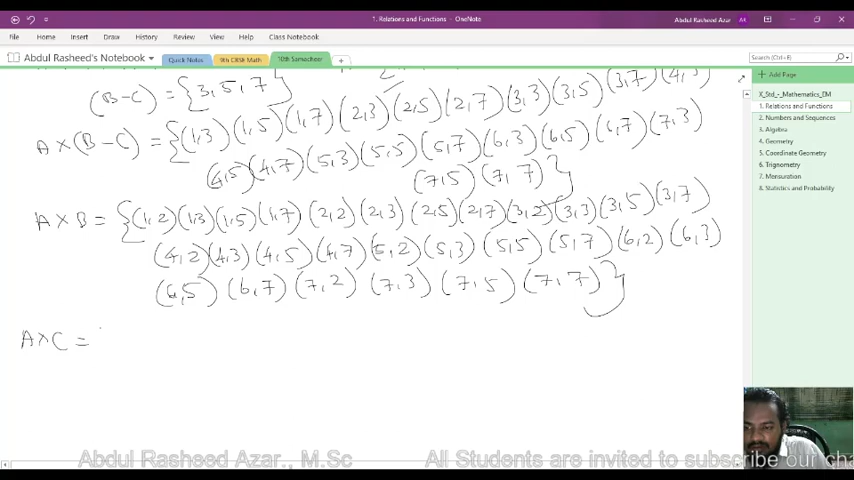 1. Relations and Functions - OneNote
Abdul Rasheed Azar AR
File Home Insert Draw History Review View Help Class Notebook
Abdul Rasheed's Notebook Quick Notes 9th CBSE Math 10th Samacheer
Search (Ctrl+E)
Add Page
X_Std_-_Mathematics_EM
1. Relations and Functions
2. Numbers and Sequences
3. Algebra
4. Geometry
5. Coordinate Geometry
6. Trigonometry
7. Mensuration
8. Statistics and Probability
(B-C) = {3,5,7}
A×(B-C) = {(1,3) (1,5) (1,7) (2,3) (2,5) (2,7) (3,3) (3,5) (3,7) (4,3)
(4,5) (4,7) (5,3) (5,5) (5,7) (6,3) (6,5) (6,7) (7,3)
(7,5) (7,7)}
A×B = {(1,2) (1,3) (1,5) (1,7) (2,2) (2,3) (2,5) (2,7) (3,2) (3,3) (3,5) (3,7)
(4,2) (4,3) (4,5) (4,7) (5,2) (5,3) (5,5) (5,7) (6,2) (6,3)
(6,5) (6,7) (7,2) (7,3) (7,5) (7,7)}
A×C =
Abdul Rasheed Azar., M.Sc All Students are invited to subscribe our cha